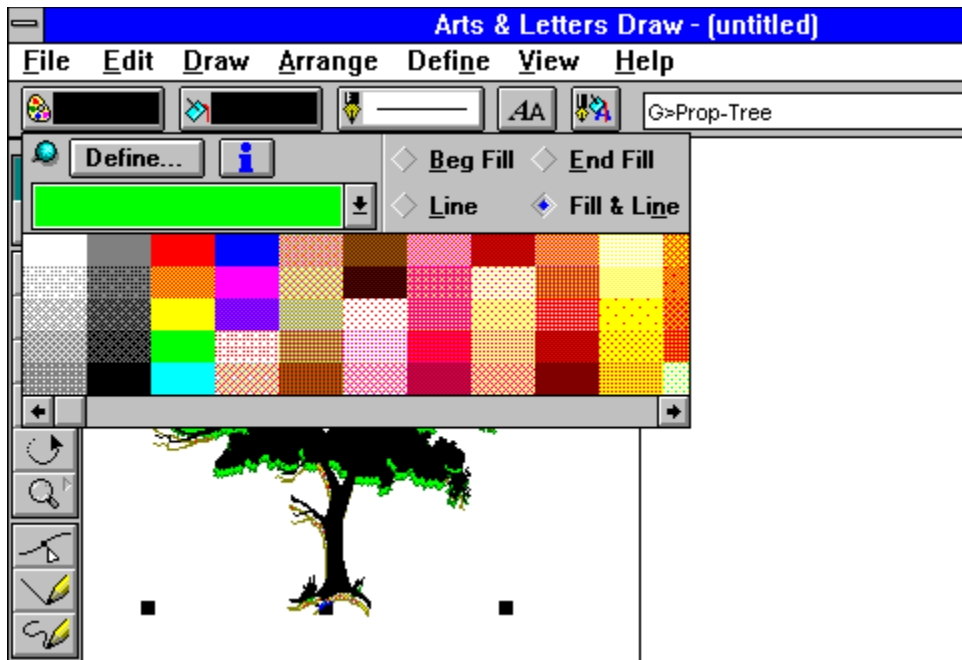 Arts & Letters Draw - (untitled)
File Edit Draw Arrange Define View Help
AA A G>Prop-Tree
Define... i Beg Fill End Fill
Line Fill & Line